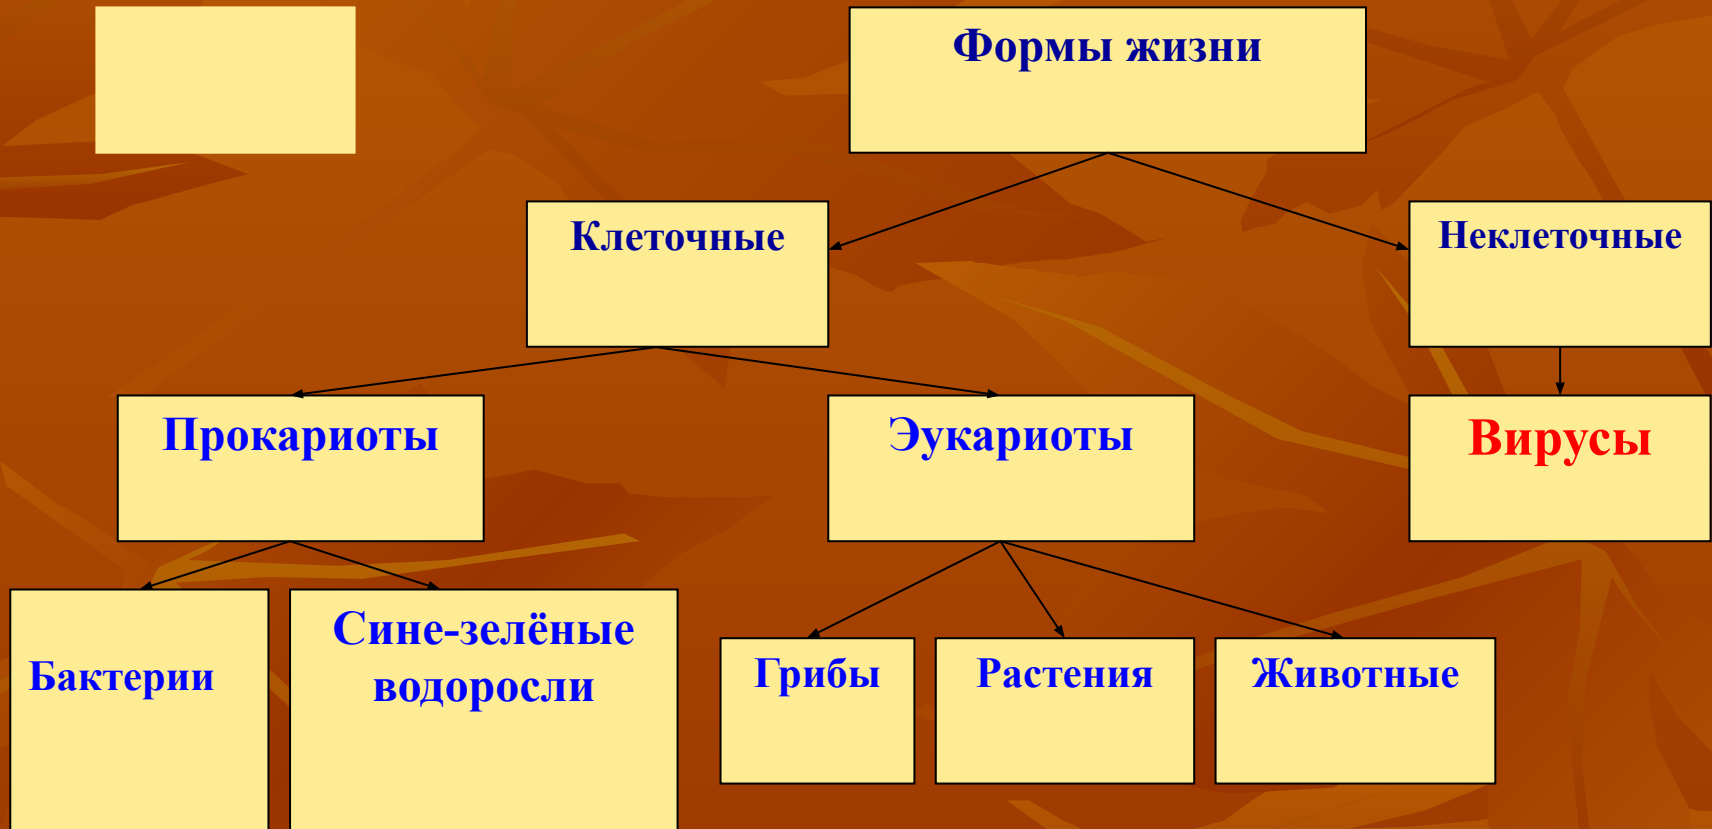 Формы жизни
Клеточные
Неклеточные
Прокариоты
Эукариоты
Вирусы
Бактерии
Сине-зелёные
водоросли
Грибы
Растения
Животные